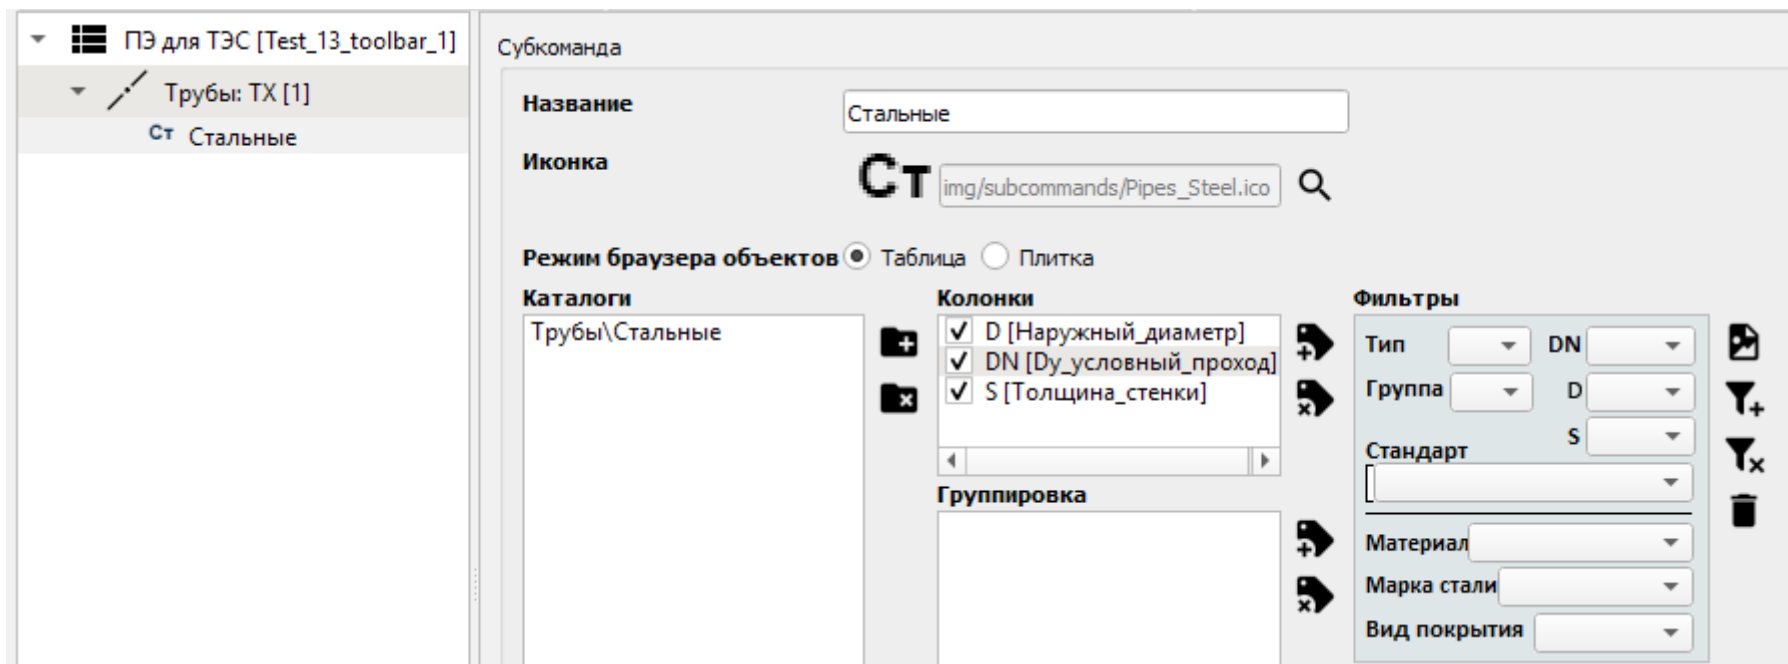 ПЭ для ТЭС [Test_13_toolbar_1]
Трубы: ТХ [1]
Ст Стальные
Субкоманда
Название Стальные
Иконка Ст img/subcommands/Pipes_Steel.ico
Режим браузера объектов Таблица Плитка
Каталоги Колонки Фильтры
Трубы\Стальные
D [Наружный_диаметр]
DN [Dy_условный_проход]
S [Толщина_стенки]
Группировка
Тип DN
Группа D
S
Стандарт
Материал
Марка стали
Вид покрытия